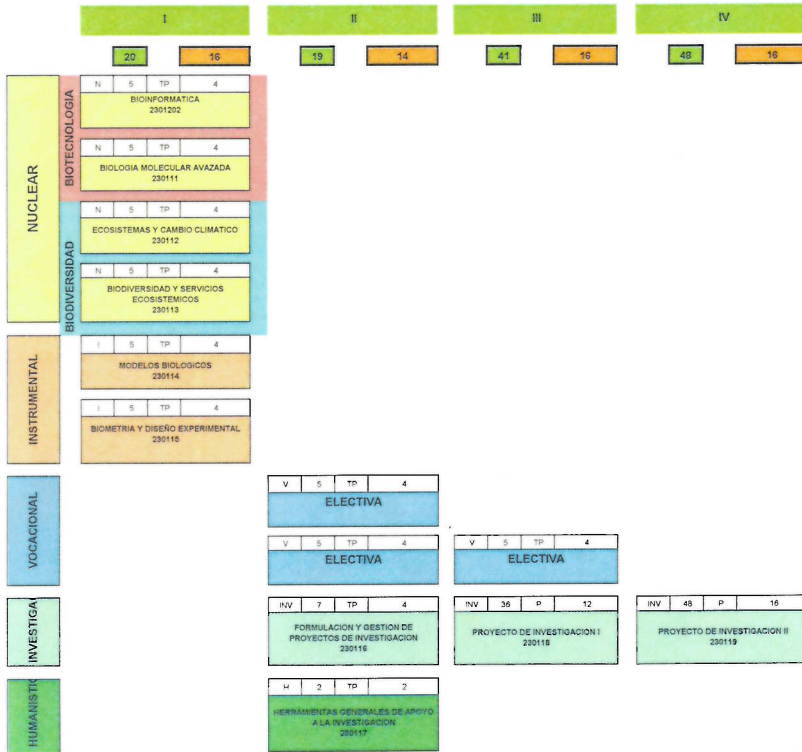 I II III IV
20 16 19 14 41 16 48 16
NUCLEAR
BIOTECNOLOGIA
N 5 TP 4
BIOINFORMATICA
2301202
N 5 TP 4
BIOLOGIA MOLECULAR AVAZADA
230111
BIODIVERSIDAD
N 5 TP 4
ECOSISTEMAS Y CAMBIO CLIMATICO
230112
N 5 TP 4
BIODIVERSIDAD Y SERVICIOS
ECOSISTEMICOS
230113
INSTRUMENTAL
I 5 TP 4
MODELOS BIOLOGICOS
230114
I 5 TP 4
BIOMETRIA Y DISEÑO EXPERIMENTAL
230115
VOCACIONAL
V 5 TP 4
ELECTIVA
V 5 TP 4
ELECTIVA
V 5 TP 4
ELECTIVA
INVESTIGA
INV 7 TP 4
FORMULACION Y GESTION DE
PROYECTOS DE INVESTIGACION
230116
INV 36 P 12
PROYECTO DE INVESTIGACION I
230118
INV 48 P 16
PROYECTO DE INVESTIGACION II
230119
HUMANISTIC
H 2 TP 2
HERRAMIENTAS GENERALES DE APOYO
A LA INVESTIGACION
230117